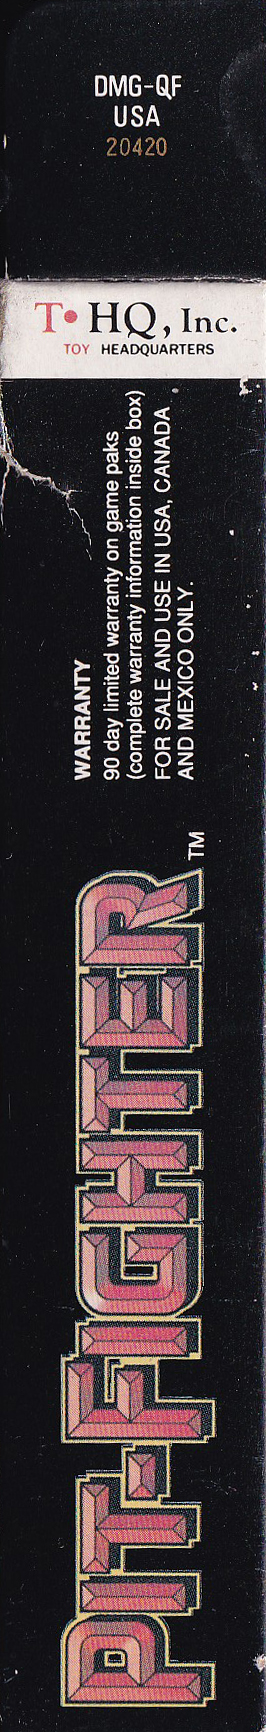 DMG-QF
USA
20420
T•HQ, Inc.
TOY HEADQUARTERS
WARRANTY
90 day limited warranty on game paks
(complete warranty information inside box)
FOR SALE AND USE IN USA, CANADA
AND MEXICO ONLY.
PIT-FIGHTER™